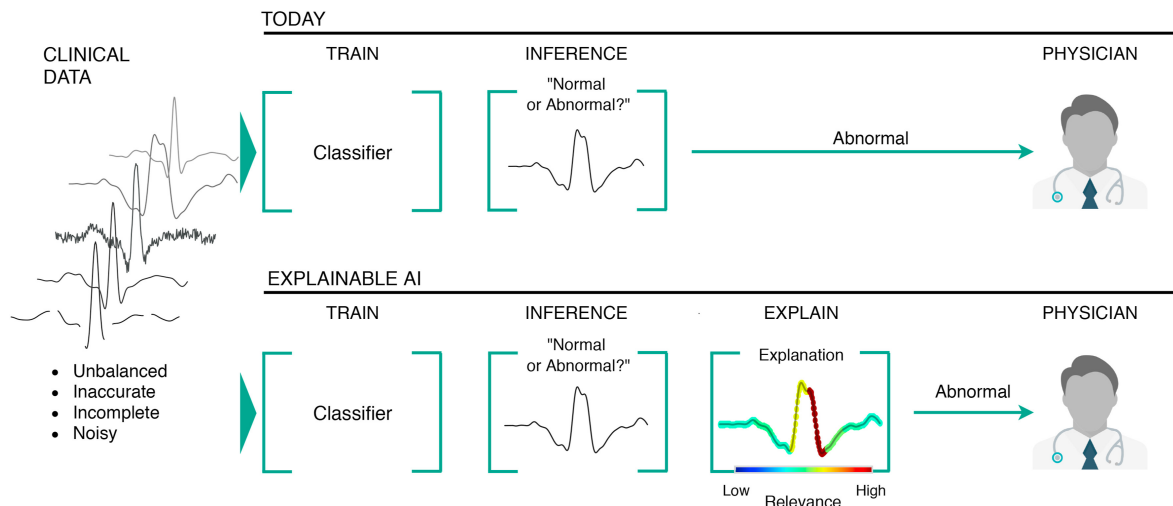 TODAY
CLINICAL
DATA
TRAIN
INFERENCE
PHYSICIAN
"Normal
or Abnormal?"
Classifier
Abnormal
EXPLAINABLE AI
TRAIN
INFERENCE
EXPLAIN
PHYSICIAN
"Normal
or Abnormal?"
Explanation
Classifier
Abnormal
Low
High
Relevance
• Unbalanced
• Inaccurate
• Incomplete
• Noisy